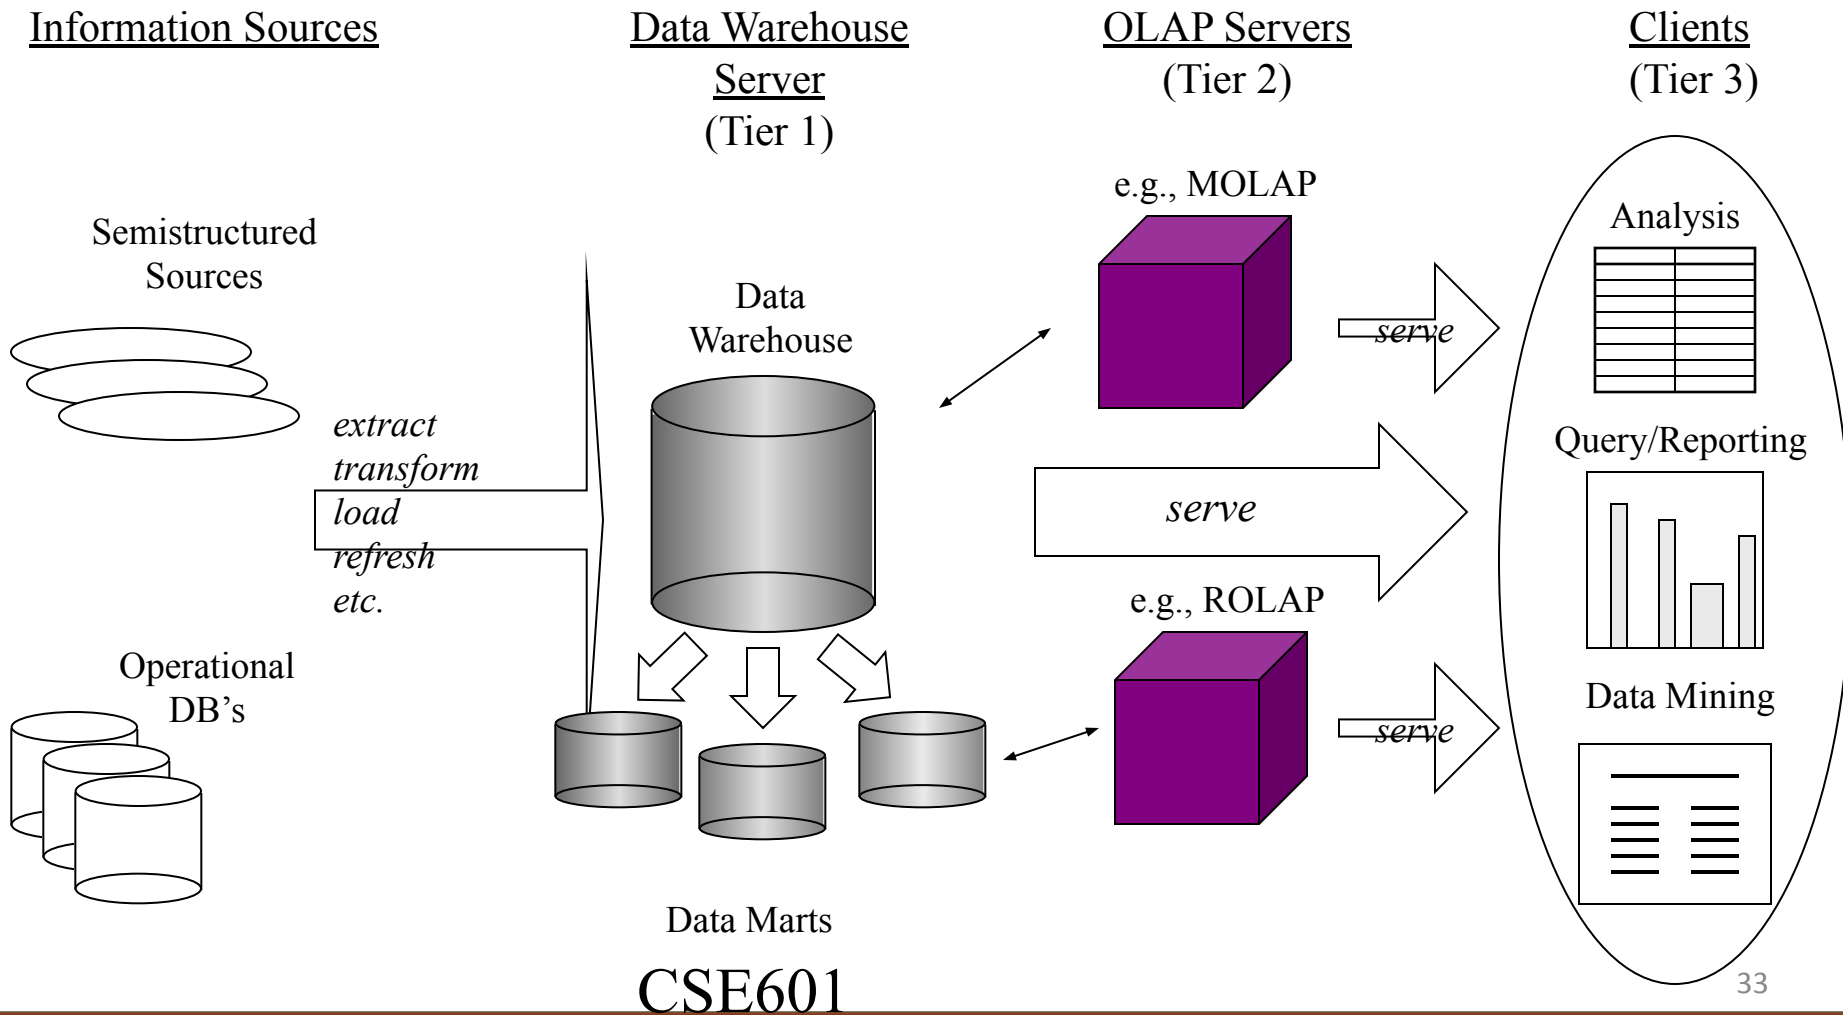 Information Sources
Data Warehouse
Server
(Tier 1)
OLAP Servers
(Tier 2)
Clients
(Tier 3)
Semistructured
Sources
Operational
DB’s
extract
transform
load
refresh
etc.
Data
Warehouse
Data Marts
e.g., MOLAP
serve
serve
e.g., ROLAP
serve
Analysis
Query/Reporting
Data Mining
CSE601
33